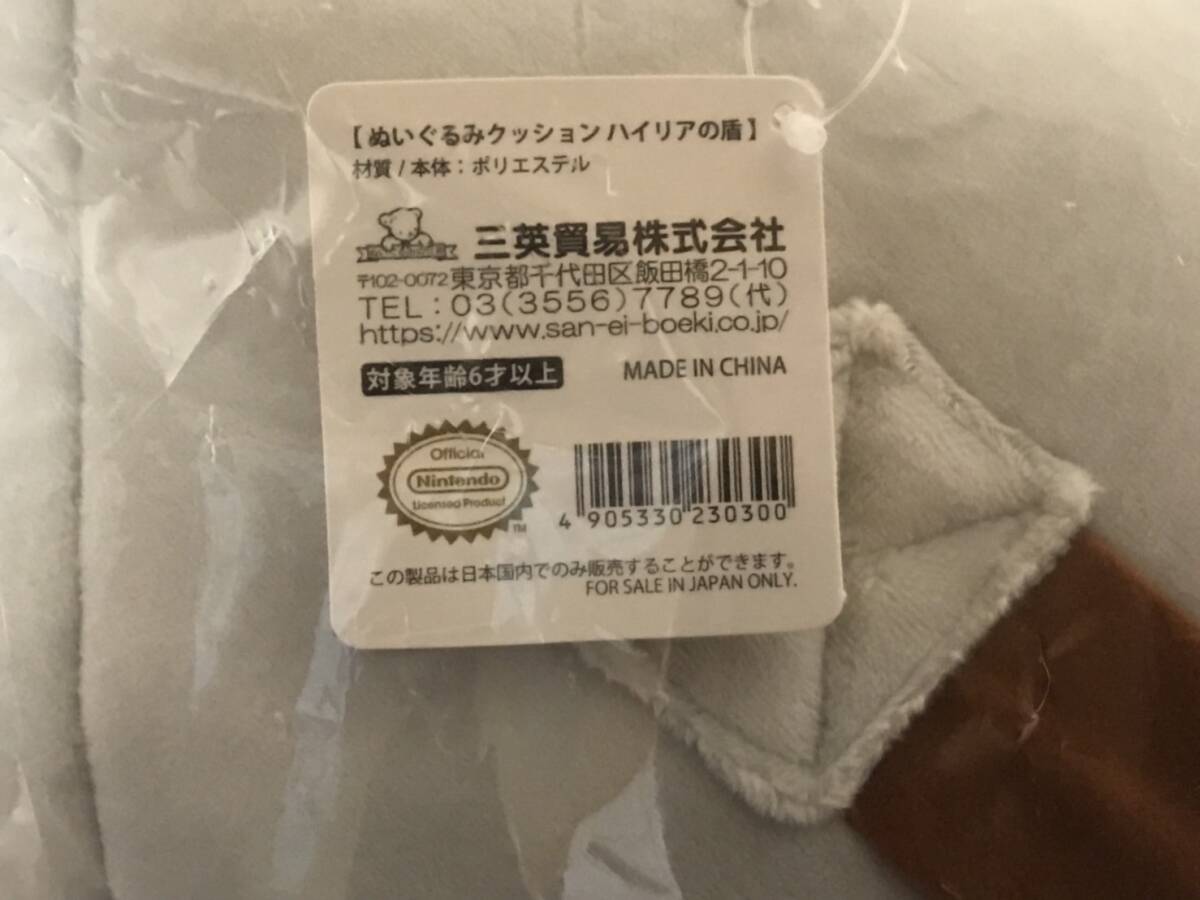 【ぬいぐるみクッション ハイリアの盾】
材質 / 本体：ポリエステル
三英貿易株式会社
〒102-0072東京都千代田区飯田橋2-1-10
TEL：03(3556)7789(代)
https://www.san-ei-boeki.co.jp/
対象年齢6才以上
MADE IN CHINA
Official
Nintendo
Licensed Product
TM
4 905330 230300
この製品は日本国内でのみ販売することができます。
FOR SALE IN JAPAN ONLY.